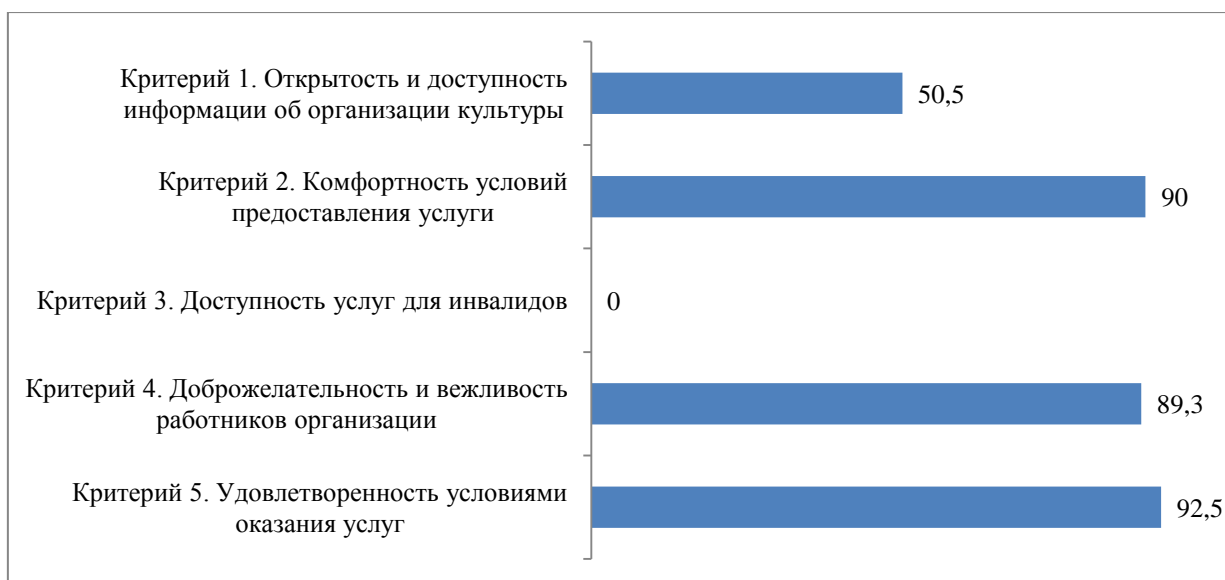 Критерий 1. Открытость и доступность
информации об организации культуры
50,5
Критерий 2. Комфортность условий
предоставления услуги
90
Критерий 3. Доступность услуг для инвалидов
0
Критерий 4. Доброжелательность и вежливость
работников организации
89,3
Критерий 5. Удовлетворенность условиями
оказания услуг
92,5